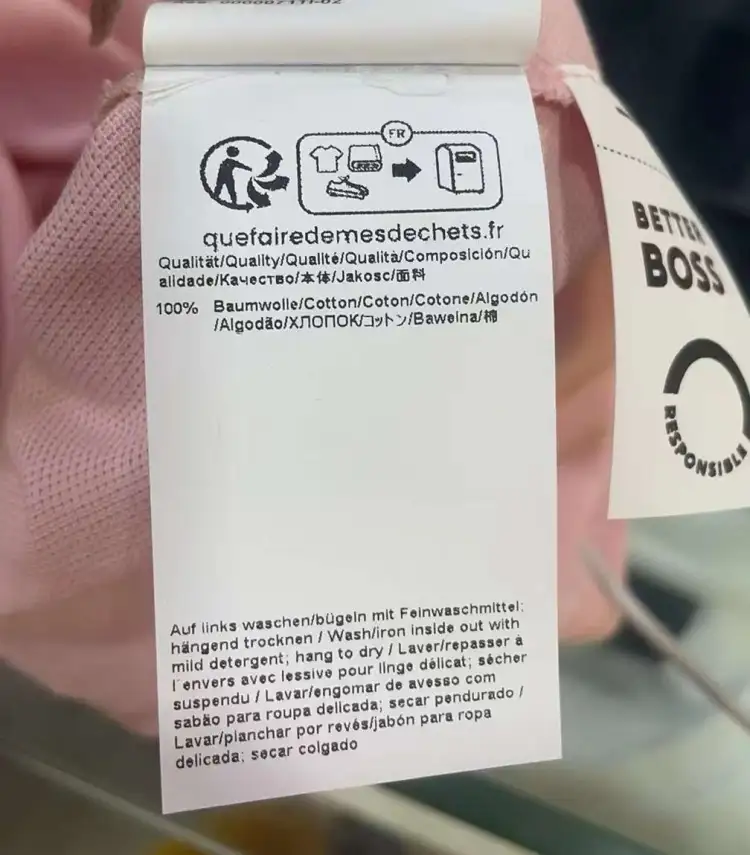 FR
quefairedemesdechets.fr
Qualität/Quality/Qualité/Qualità/Composición/Qu
alidade/Качество/本体/Jakosc/面料
100% Baumwolle/Cotton/Coton/Cotone/Algodón
/Algodão/ХЛОПОК/コットン/Bawelna/棉
Auf links waschen/bügeln mit Feinwaschmittel;
hängend trocknen / Wash/iron inside out with
mild detergent; hang to dry / Laver/repasser à
l'envers avec lessive pour linge délicat; sécher
suspendu / Lavar/engomar de avesso com
sabão para roupa delicada; secar pendurado /
Lavar/planchar por revés/jabón para ropa
delicada; secar colgado
BETTER
BOSS
RESPONSIBLE